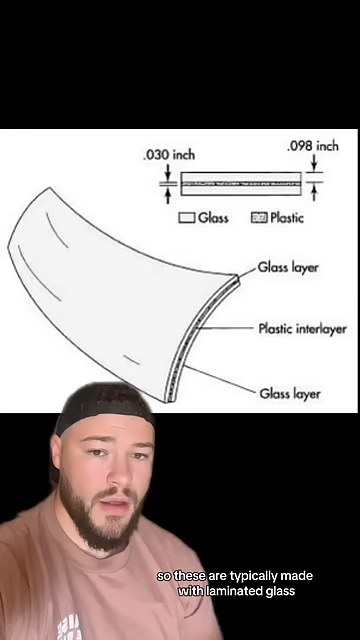 .098 inch
.030 inch
Glass
Plastic
Glass layer
Plastic interlayer
Glass layer
so these are typically made
with laminated glass